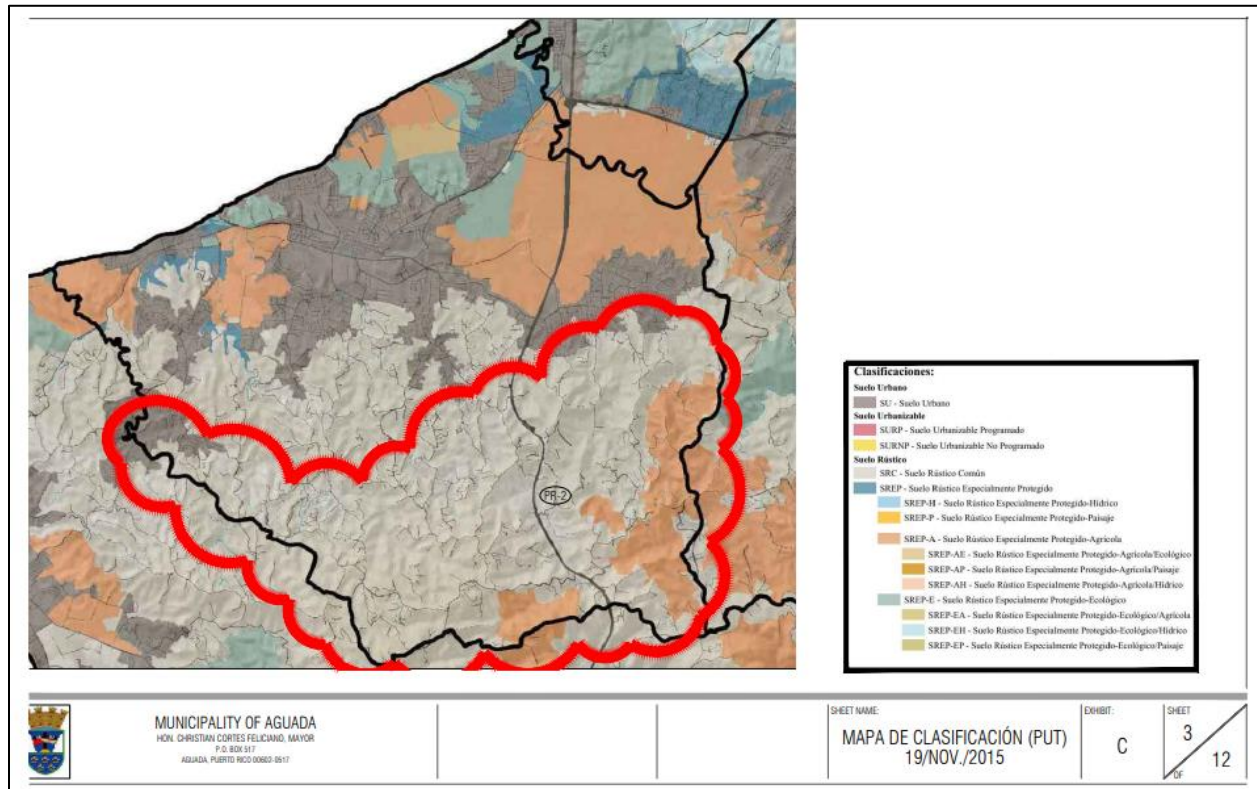 PR-2
Clasificaciones:
Suelo Urbano
SU - Suelo Urbano
Suelo Urbanizable
SURP - Suelo Urbanizable Programado
SURNP - Suelo Urbanizable No Programado
Suelo Rústico
SRC - Suelo Rústico Común
SREP - Suelo Rústico Especialmente Protegido
SREP-H - Suelo Rústico Especialmente Protegido-Hídrico
SREP-P - Suelo Rústico Especialmente Protegido-Paisaje
SREP-A - Suelo Rústico Especialmente Protegido-Agrícola
SREP-AE - Suelo Rústico Especialmente Protegido-Agrícola/Ecológico
SREP-AP - Suelo Rústico Especialmente Protegido-Agrícola/Paisaje
SREP-AH - Suelo Rústico Especialmente Protegido-Agrícola/Hídrico
SREP-E - Suelo Rústico Especialmente Protegido-Ecológico
SREP-EA - Suelo Rústico Especialmente Protegido-Ecológico/Agrícola
SREP-EH - Suelo Rústico Especialmente Protegido-Ecológico/Hídrico
SREP-EP - Suelo Rústico Especialmente Protegido-Ecológico/Paisaje
MUNICIPALITY OF AGUADA
HON. CHRISTIAN CORTES FELICIANO, MAYOR
P.O. BOX 517
AGUADA, PUERTO RICO 00602-0517
SHEET NAME:
MAPA DE CLASIFICACIÓN (PUT)
19/NOV./2015
EXHIBIT:
C
SHEET
3
OF
12